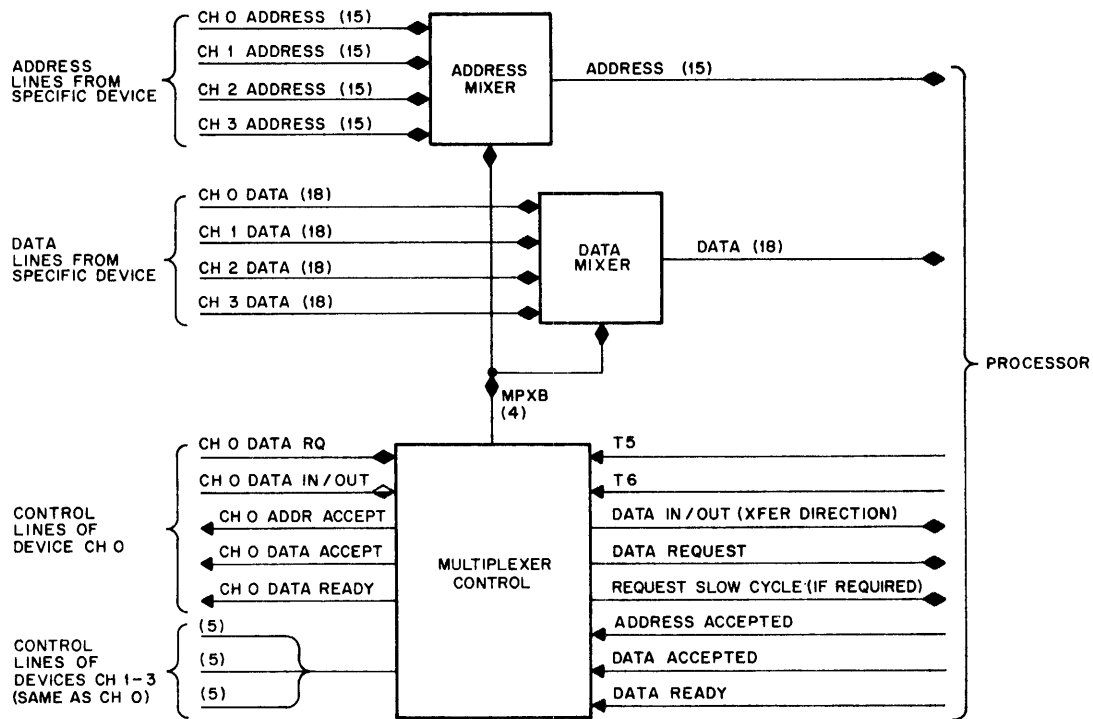 ADDRESS
LINES FROM
SPECIFIC DEVICE
CH 0 ADDRESS (15)
CH 1 ADDRESS (15)
CH 2 ADDRESS (15)
CH 3 ADDRESS (15)
ADDRESS
MIXER
ADDRESS (15)
DATA
LINES FROM
SPECIFIC DEVICE
CH 0 DATA (18)
CH 1 DATA (18)
CH 2 DATA (18)
CH 3 DATA (18)
DATA
MIXER
DATA (18)
PROCESSOR
MPXB
(4)
CONTROL
LINES OF
DEVICE CH 0
CH 0 DATA RQ
CH 0 DATA IN/OUT
CH 0 ADDR ACCEPT
CH 0 DATA ACCEPT
CH 0 DATA READY
CONTROL
LINES OF
DEVICES CH 1-3
(SAME AS CH 0)
(5)
(5)
(5)
MULTIPLEXER
CONTROL
T5
T6
DATA IN/OUT (XFER DIRECTION)
DATA REQUEST
REQUEST SLOW CYCLE (IF REQUIRED)
ADDRESS ACCEPTED
DATA ACCEPTED
DATA READY